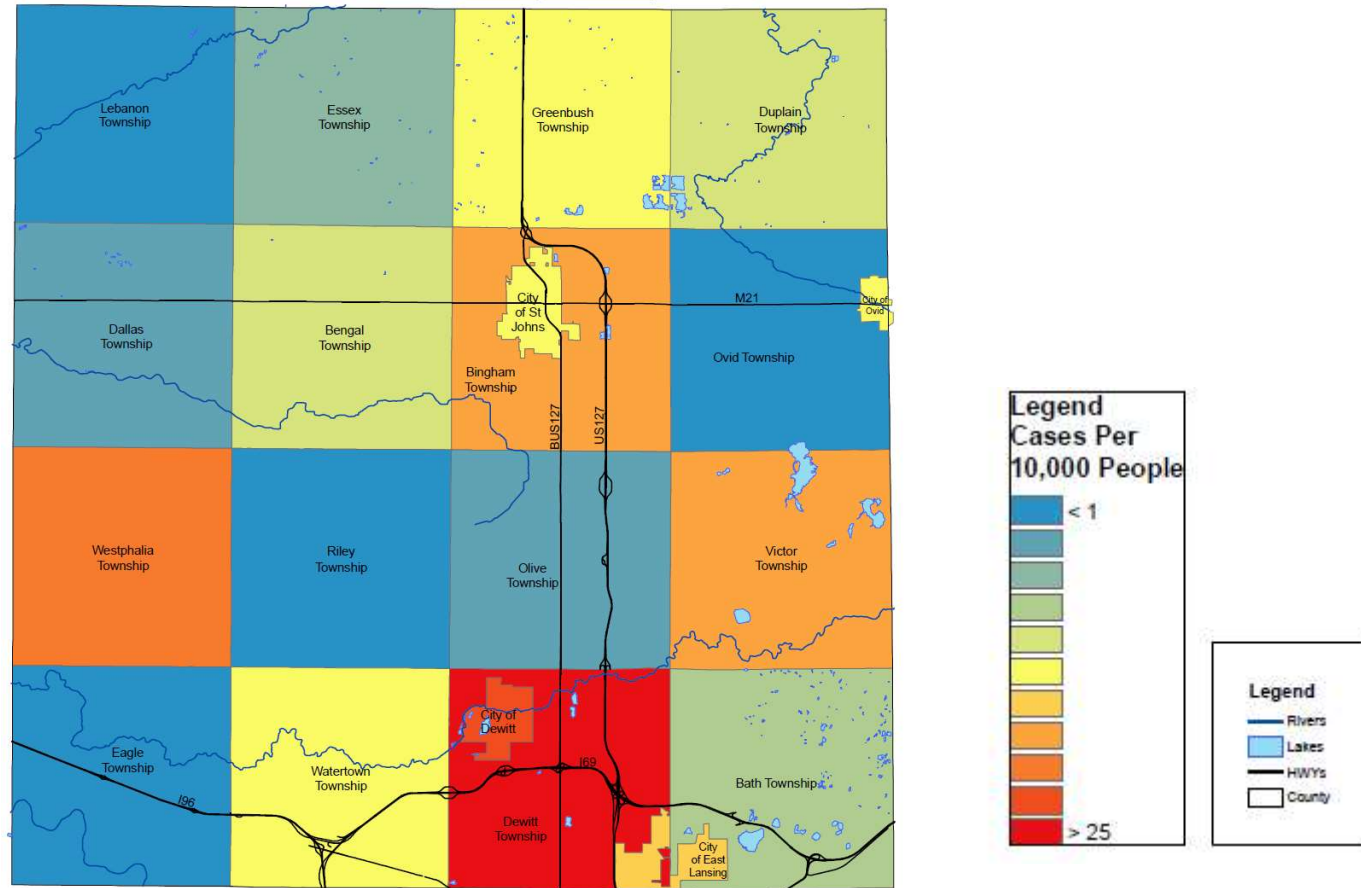 Lebanon
Township
Essex
Township
Greenbush
Township
Duplain
Township
Dallas
Township
Bengal
Township
City
of St
Johns
Bingham
Township
BUS127
US127
M21
City of
Ovid
Ovid Township
Westphalia
Township
Riley
Township
Olive
Township
Victor
Township
Eagle
Township
I96
Watertown
Township
City of
Dewitt
I69
Dewitt
Township
Bath Township
City
of East
Lansing
Legend
Cases Per
10,000 People
< 1
> 25
Legend
Rivers
Lakes
HWYs
County